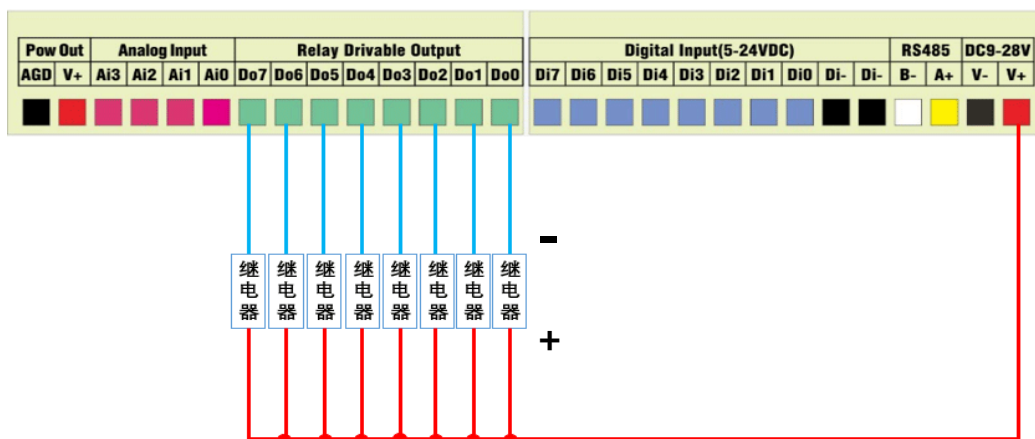 Pow Out Analog Input Relay Drivable Output Digital Input(5-24VDC) RS485 DC9-28V
AGD V+ Ai3 Ai2 Ai1 Ai0 Do7 Do6 Do5 Do4 Do3 Do2 Do1 Do0 Di7 Di6 Di5 Di4 Di3 Di2 Di1 Di0 Di- Di- B- A+ V- V+
-
继电器 继电器 继电器 继电器 继电器 继电器 继电器 继电器
+